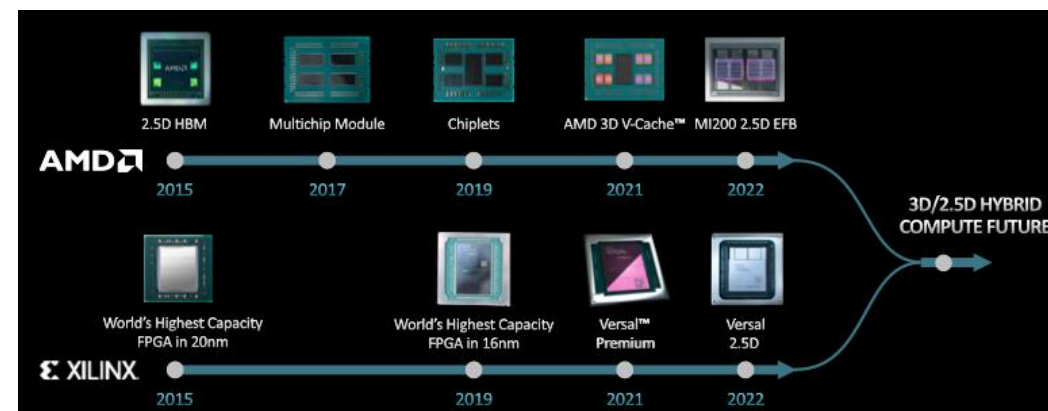 AMD
2.5D HBM
Multichip Module
Chiplets
AMD 3D V-Cache™
MI200 2.5D EFB
AMD
2015
2017
2019
2021
2022
3D/2.5D HYBRID
COMPUTE FUTURE
World's Highest Capacity
FPGA in 20nm
World's Highest Capacity
FPGA in 16nm
Versal™
Premium
Versal
2.5D
XILINX
2015
2019
2021
2022